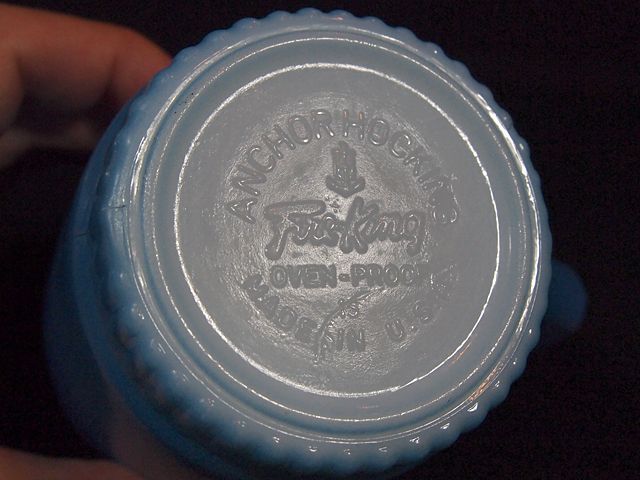 ANCHOR HOCKING
Fire-King
OVEN-PROOF
MADE IN U.S.A.